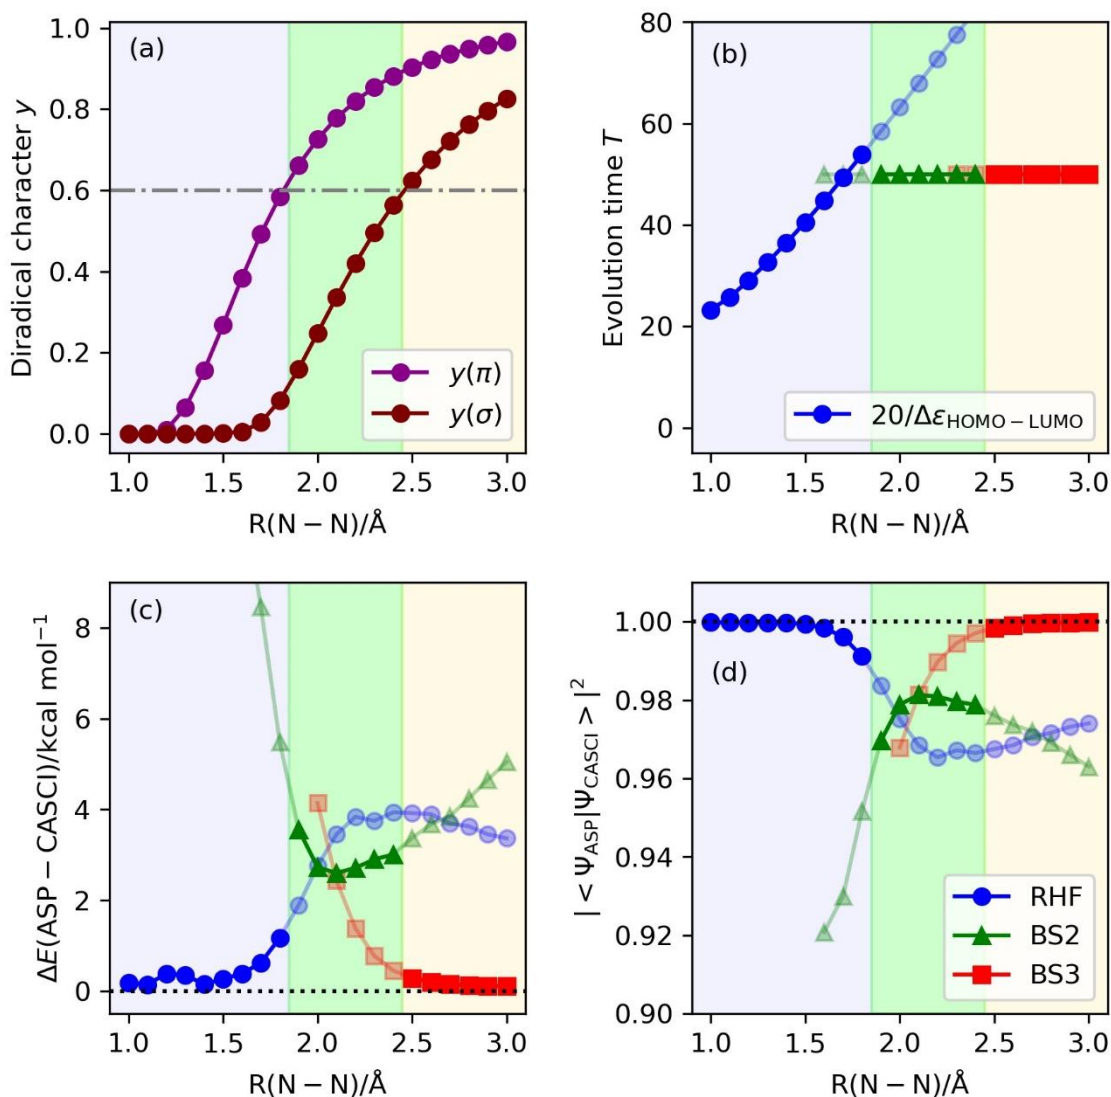 (a)
Diradical character y
1.0
0.8
0.6
0.4
0.2
0.0
y(π)
y(σ)
1.0 1.5 2.0 2.5 3.0
R(N − N)/Å
(b)
Evolution time T
80
60
40
20
0
20/Δε_HOMO − LUMO
1.0 1.5 2.0 2.5 3.0
R(N − N)/Å
(c)
ΔE(ASP − CASCI)/kcal mol⁻¹
8
6
4
2
0
1.0 1.5 2.0 2.5 3.0
R(N − N)/Å
(d)
| < Ψ_ASP|Ψ_CASCI > |²
1.00
0.98
0.96
0.94
0.92
0.90
RHF
BS2
BS3
1.0 1.5 2.0 2.5 3.0
R(N − N)/Å